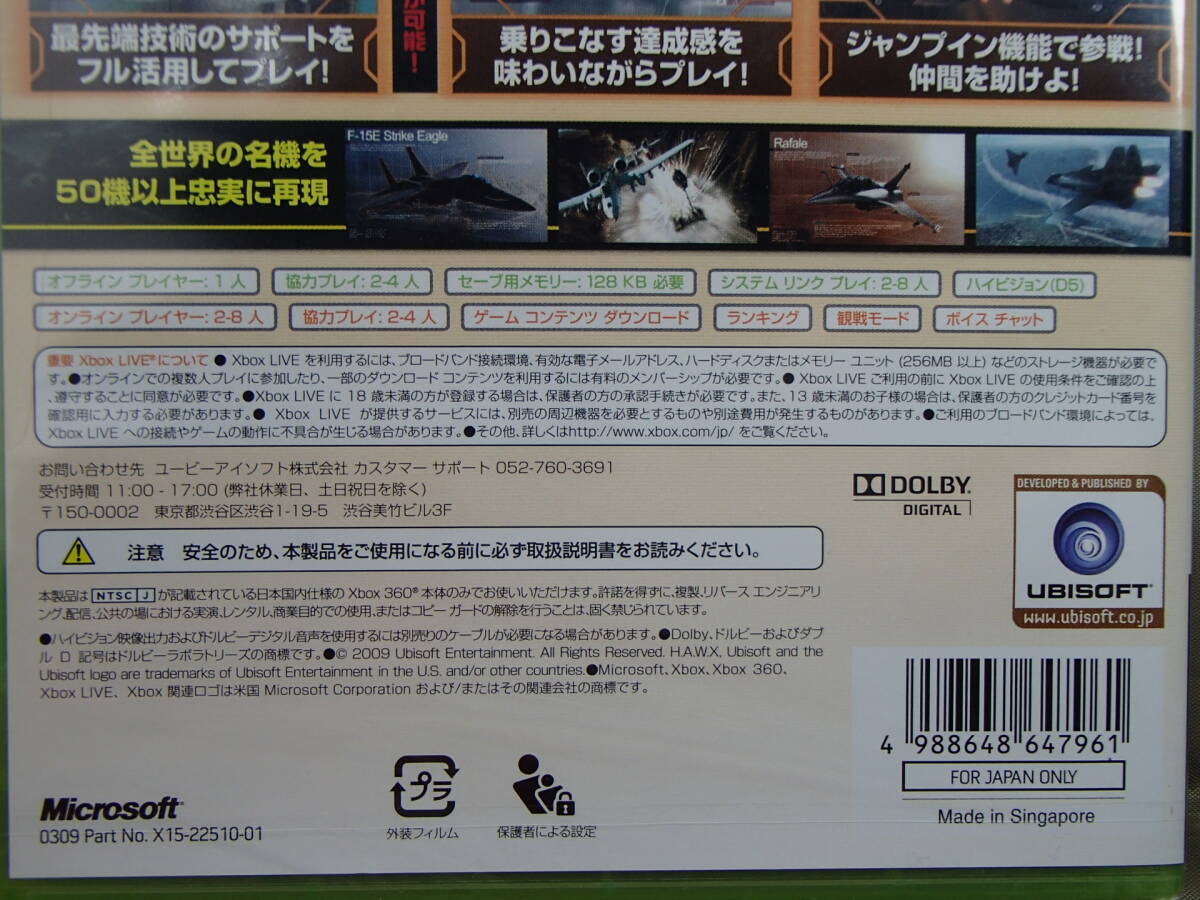 最先端技術のサポートを
フル活用してプレイ!
が可能!
乗りこなす達成感を
味わいながらプレイ!
ジャンプイン機能で参戦!
仲間を助けよ!
全世界の名機を
50機以上忠実に再現
F-15E Strike Eagle
Rafale
オフライン プレイヤー: 1 人
協力プレイ: 2-4 人
セーブ用メモリー: 128 KB 必要
システム リンク プレイ: 2-8 人
ハイビジョン(D5)
オンライン プレイヤー: 2-8 人
協力プレイ: 2-4 人
ゲーム コンテンツ ダウンロード
ランキング
観戦モード
ボイス チャット
重要 Xbox LIVE®について ● Xbox LIVE を利用するには、ブロードバンド接続環境、有効な電子メールアドレス、ハードディスクまたはメモリー ユニット (256MB 以上) などのストレージ機器が必要で
す。●オンラインでの複数人プレイに参加したり、一部のダウンロード コンテンツを利用するには有料のメンバーシップが必要です。● Xbox LIVE ご利用の前に Xbox LIVE の使用条件をご確認の上
、遵守することに同意が必要です。●Xbox LIVE に 18 歳未満の方が登録する場合は、保護者の方の承認手続きが必要です。また、13 歳未満のお子様の場合は、保護者の方のクレジットカード番号を
確認用に入力する必要があります。● Xbox LIVE が提供するサービスには、別売の周辺機器を必要とするものや別途費用が発生するものがあります。●ご利用のブロードバンド環境によっては、
Xbox LIVE への接続やゲームの動作に不具合が生じる場合があります。●その他、詳しくはhttp://www.xbox.com/jp/ をご覧ください。
お問い合わせ先 ユービーアイソフト株式会社 カスタマー サポート 052-760-3691
受付時間 11:00 - 17:00 (弊社休業日、土日祝日を除く)
〒150-0002 東京都渋谷区渋谷1-19-5 渋谷美竹ビル3F
DOLBY
DIGITAL
DEVELOPED & PUBLISHED BY
UBISOFT
www.ubisoft.co.jp
注意 安全のため、本製品をご使用になる前に必ず取扱説明書をお読みください。
本製品は NTSC J が記載されている日本国内仕様の Xbox 360® 本体のみでお使いいただけます。許諾を得ずに、複製、リバース エンジニアリ
ング、配信、公共の場における実演、レンタル、商業目的での使用、またはコピー ガードの解除を行うことは、固く禁じられています。
●ハイビジョン映像出力およびドルビーデジタル音声を使用するには別売りのケーブルが必要になる場合があります。●Dolby、ドルビーおよびダブ
ル D 記号はドルビーラボラトリーズの商標です。●© 2009 Ubisoft Entertainment. All Rights Reserved. H.A.W.X, Ubisoft and the
Ubisoft logo are trademarks of Ubisoft Entertainment in the U.S. and/or other countries.●Microsoft、Xbox、Xbox 360、
Xbox LIVE、Xbox 関連ロゴは米国 Microsoft Corporation および/またはその関連会社の商標です。
4 988648 647961
FOR JAPAN ONLY
Made in Singapore
Microsoft
0309 Part No. X15-22510-01
プラ
外装フィルム
保護者による設定